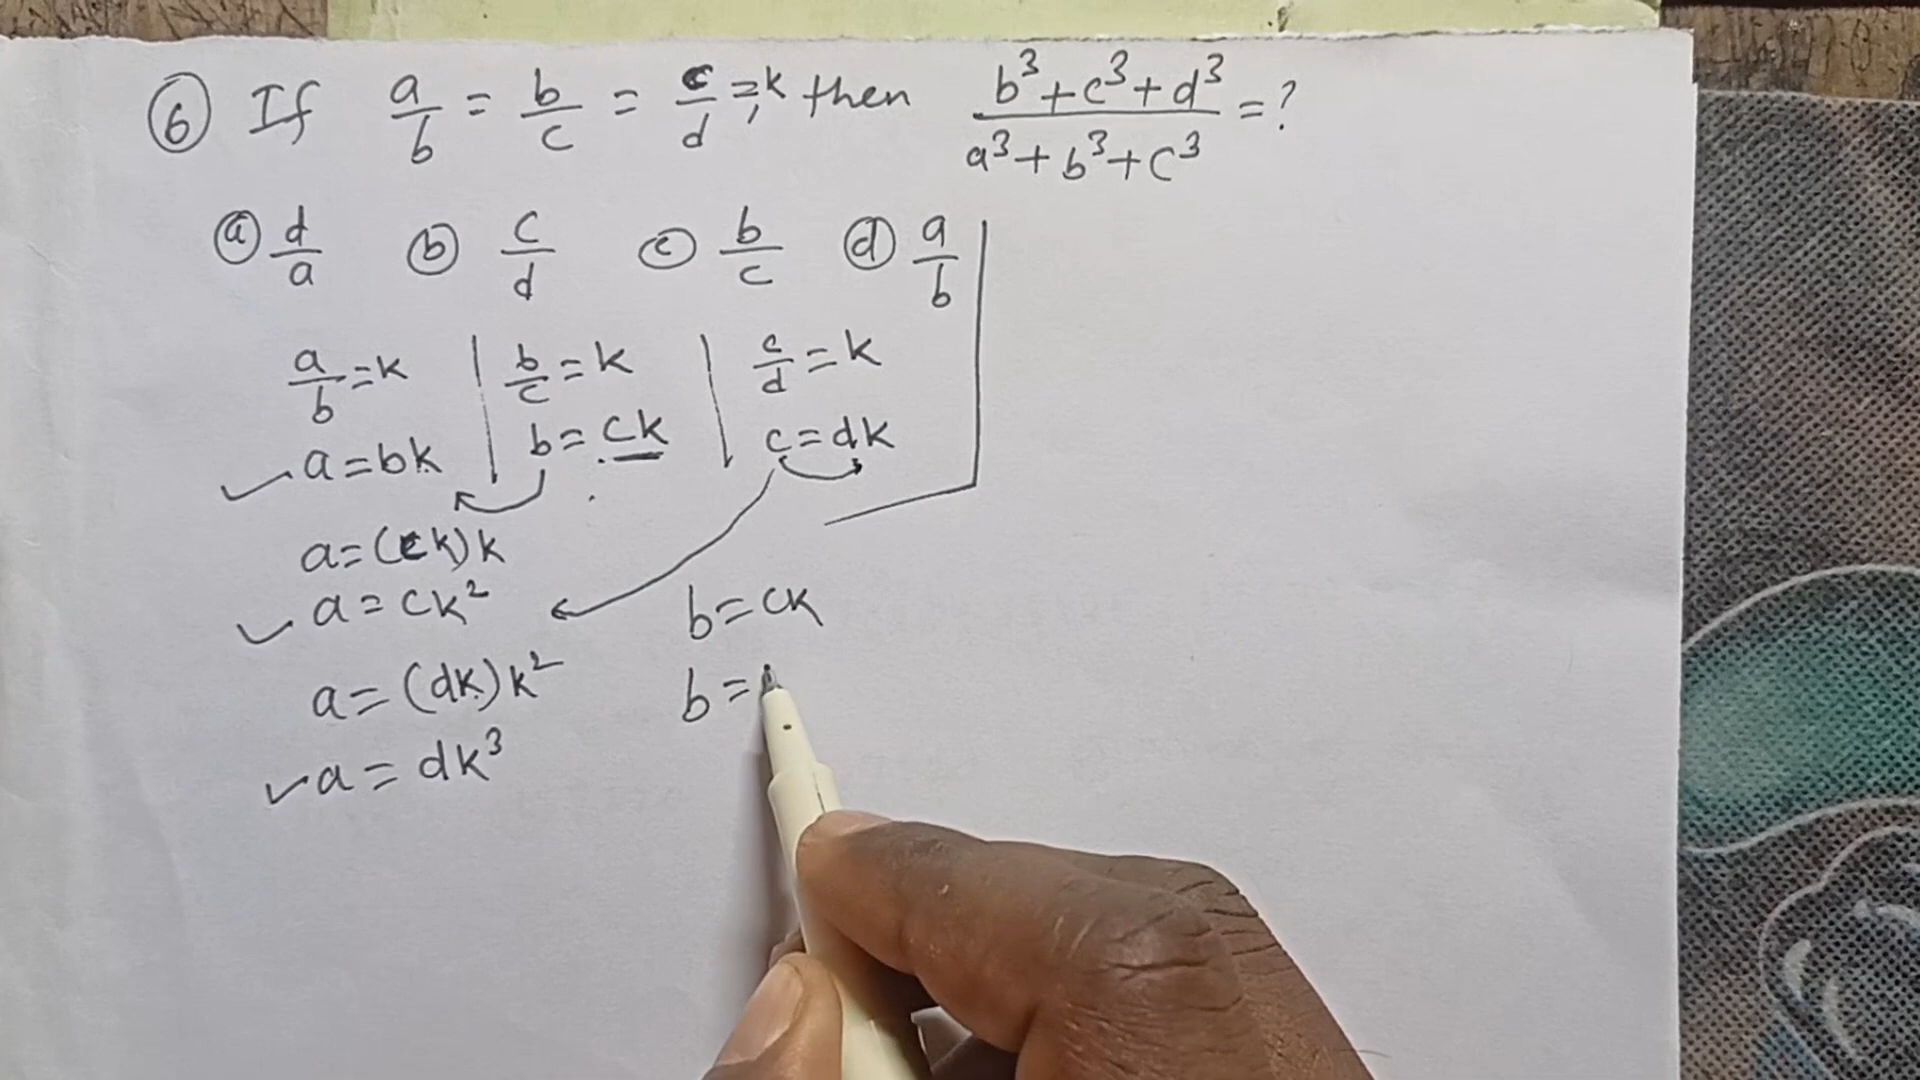 ⑥ If a/b = b/c = c/d = k, then (b³+c³+d³)/(a³+b³+c³) = ?
ⓐ d/a ⓑ c/d ⓒ b/c ⓓ a/b
a/b = k | b/c = k | c/d = k
✓ a = bk | b = ck | c = dk
a = (ck)k
✓ a = ck² b = ck
a = (dk)k² b =
✓ a = dk³